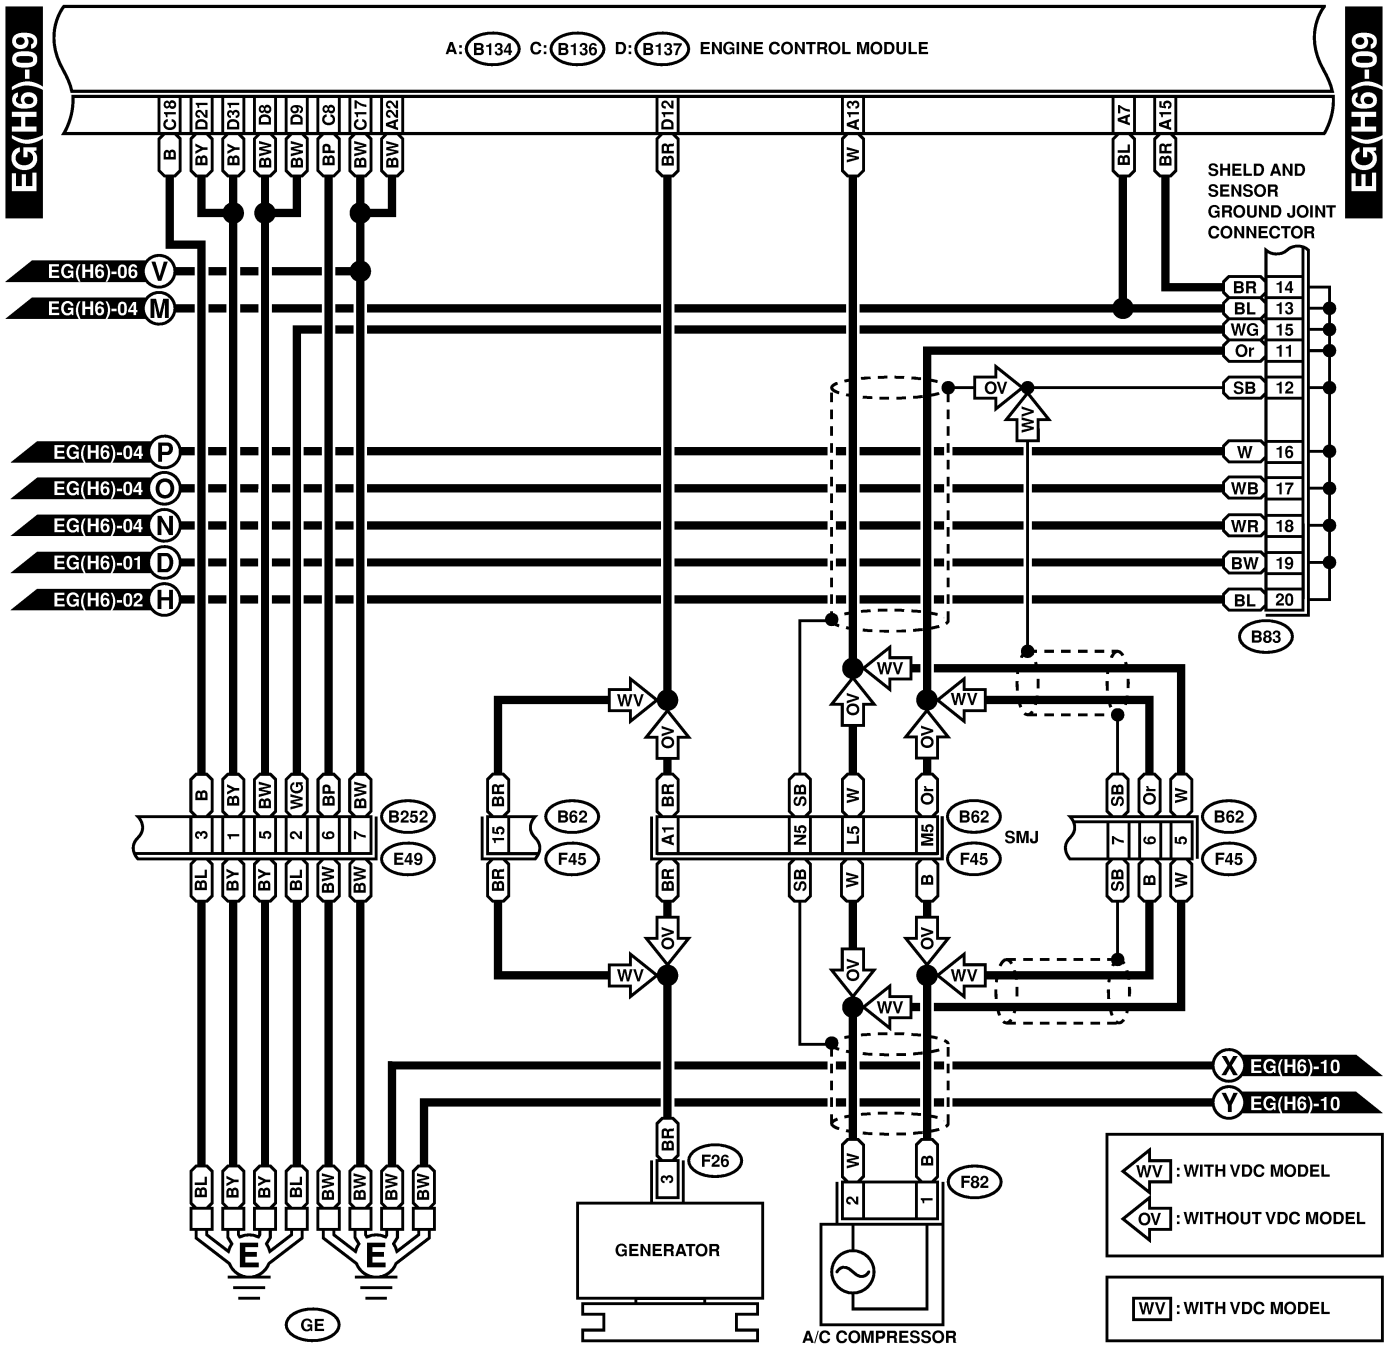 EG(H6)-09
EG(H6)-09
A: B134 C: B136 D: B137 ENGINE CONTROL MODULE
C18 D21 D31 D8 D9 C8 C17 A22 D12 A13 A7 A15
B BY BY BW BW BP BW BW BR W BL BR
SHELD AND
SENSOR
GROUND JOINT
CONNECTOR
EG(H6)-06 V
BR 14
EG(H6)-04 M BL 13
WG 15
Or 11
OV SB 12
WV
EG(H6)-04 P W 16
EG(H6)-04 O WB 17
EG(H6)-04 N WR 18
EG(H6)-01 D BW 19
EG(H6)-02 H BL 20
B83
WV
WV WV
OV OV OV
B BY BW WG BP BW BR BR SB W Or SB Or W
B252 B62 B62 B62
3 1 5 2 6 7 15 A1 N5 L5 M5 SMJ 7 6 5
E49 F45 F45 F45
BL BY BY BL BW BW BR BR SB W B SB B W
OV OV OV
WV WV
WV
X EG(H6)-10
Y EG(H6)-10
BR W B
F26 F82
3 2 1
BL BY BY BL BW BW BW BW
E E
GE
GENERATOR
A/C COMPRESSOR
WV : WITH VDC MODEL
OV : WITHOUT VDC MODEL
WV : WITH VDC MODEL